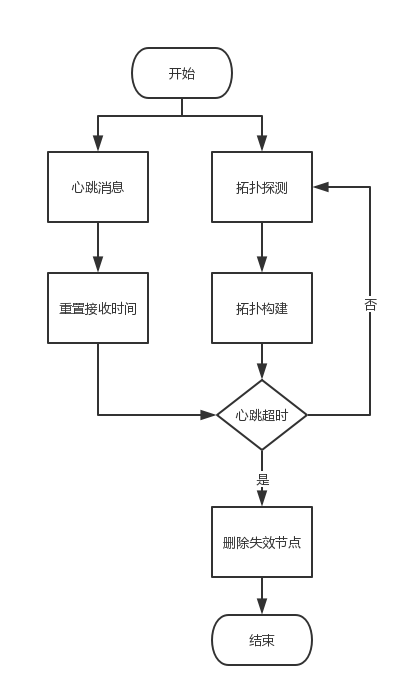 开始
心跳消息
拓扑探测
重置接收时间
拓扑构建
否
心跳超时
是
删除失效节点
结束